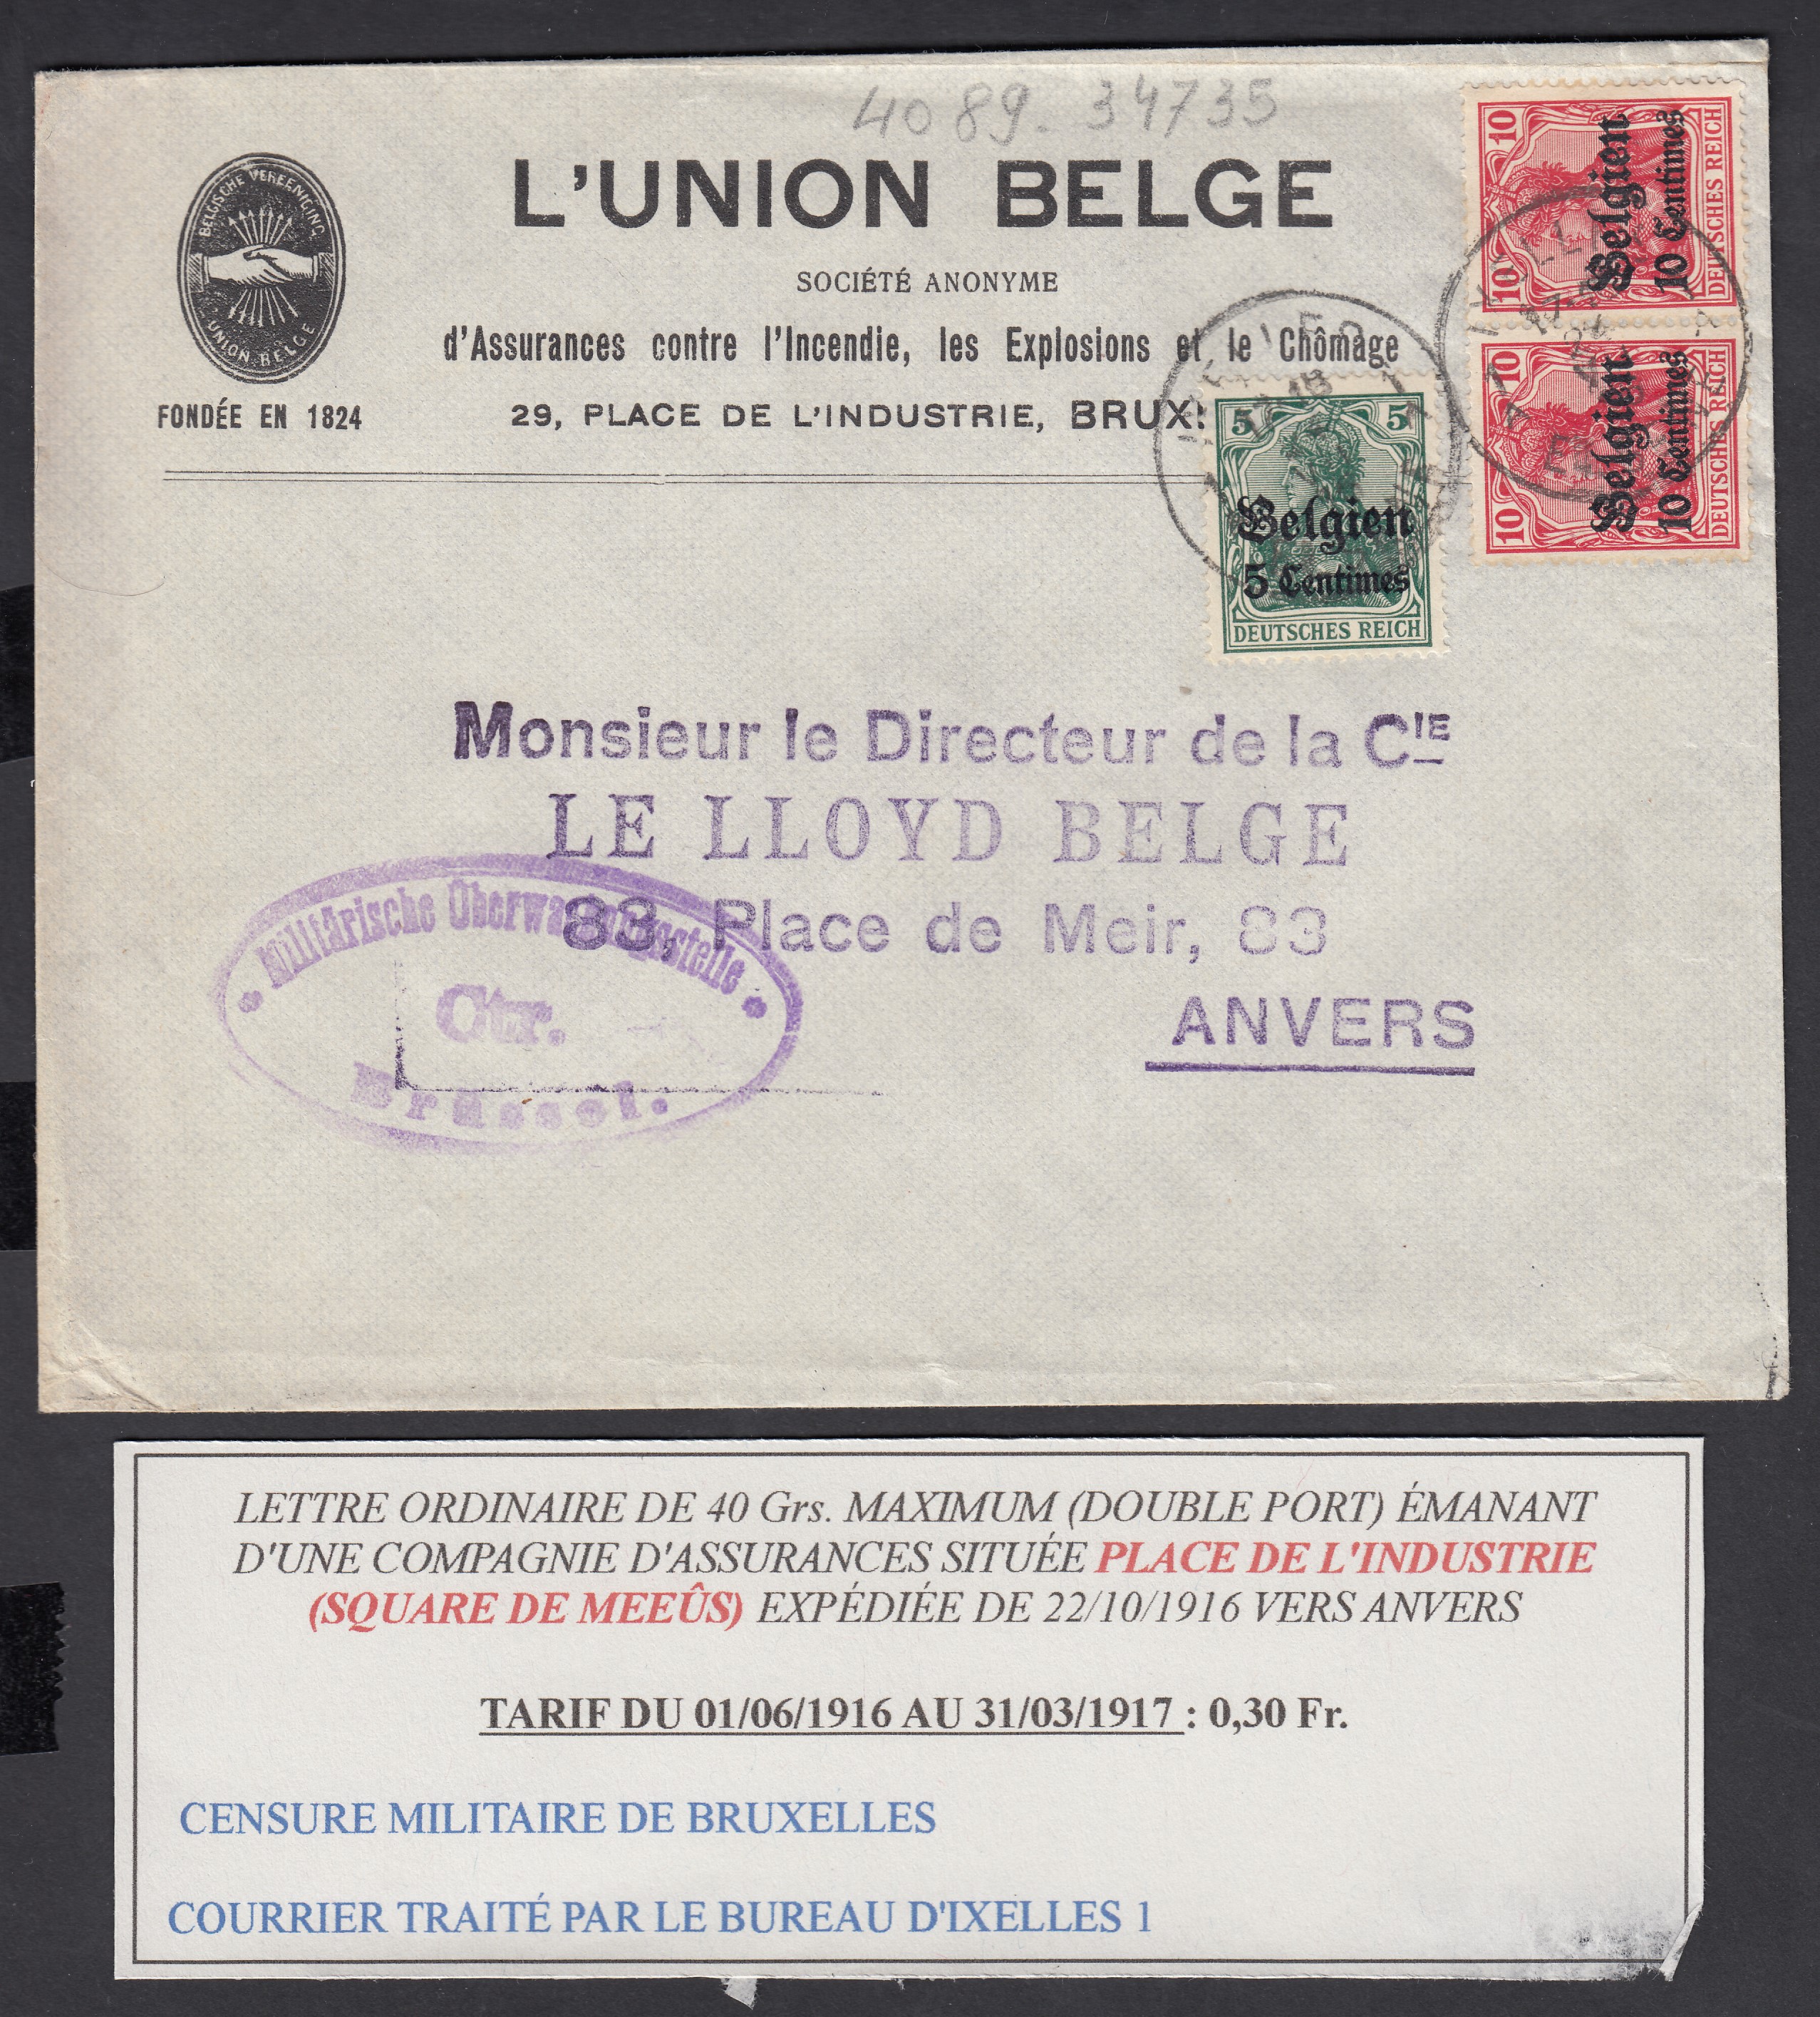 4089. 34735
L'UNION BELGE
SOCIÉTÉ ANONYME
d'Assurances contre l'Incendie, les Explosions et le Chômage
29, PLACE DE L'INDUSTRIE, BRUX
BELGISCHE VEREENIGING
UNION BELGE
FONDÉE EN 1824
10 10
Belgien
10 Centimes
DEUTSCHES REICH
10 10
Belgien
10 Centimes
DEUTSCHES REICH
5 5
Belgien
5 Centimes
DEUTSCHES REICH
Monsieur le Directeur de la CIE
LE LLOYD BELGE
83, Place de Meir, 83
ANVERS
Militärische Überwachungsstelle
Ctr.
Brüssel.
LETTRE ORDINAIRE DE 40 Grs. MAXIMUM (DOUBLE PORT) ÉMANANT
D'UNE COMPAGNIE D'ASSURANCES SITUÉE PLACE DE L'INDUSTRIE
(SQUARE DE MEEÛS) EXPÉDIÉE DE 22/10/1916 VERS ANVERS
TARIF DU 01/06/1916 AU 31/03/1917 : 0,30 Fr.
CENSURE MILITAIRE DE BRUXELLES
COURRIER TRAITÉ PAR LE BUREAU D'IXELLES 1